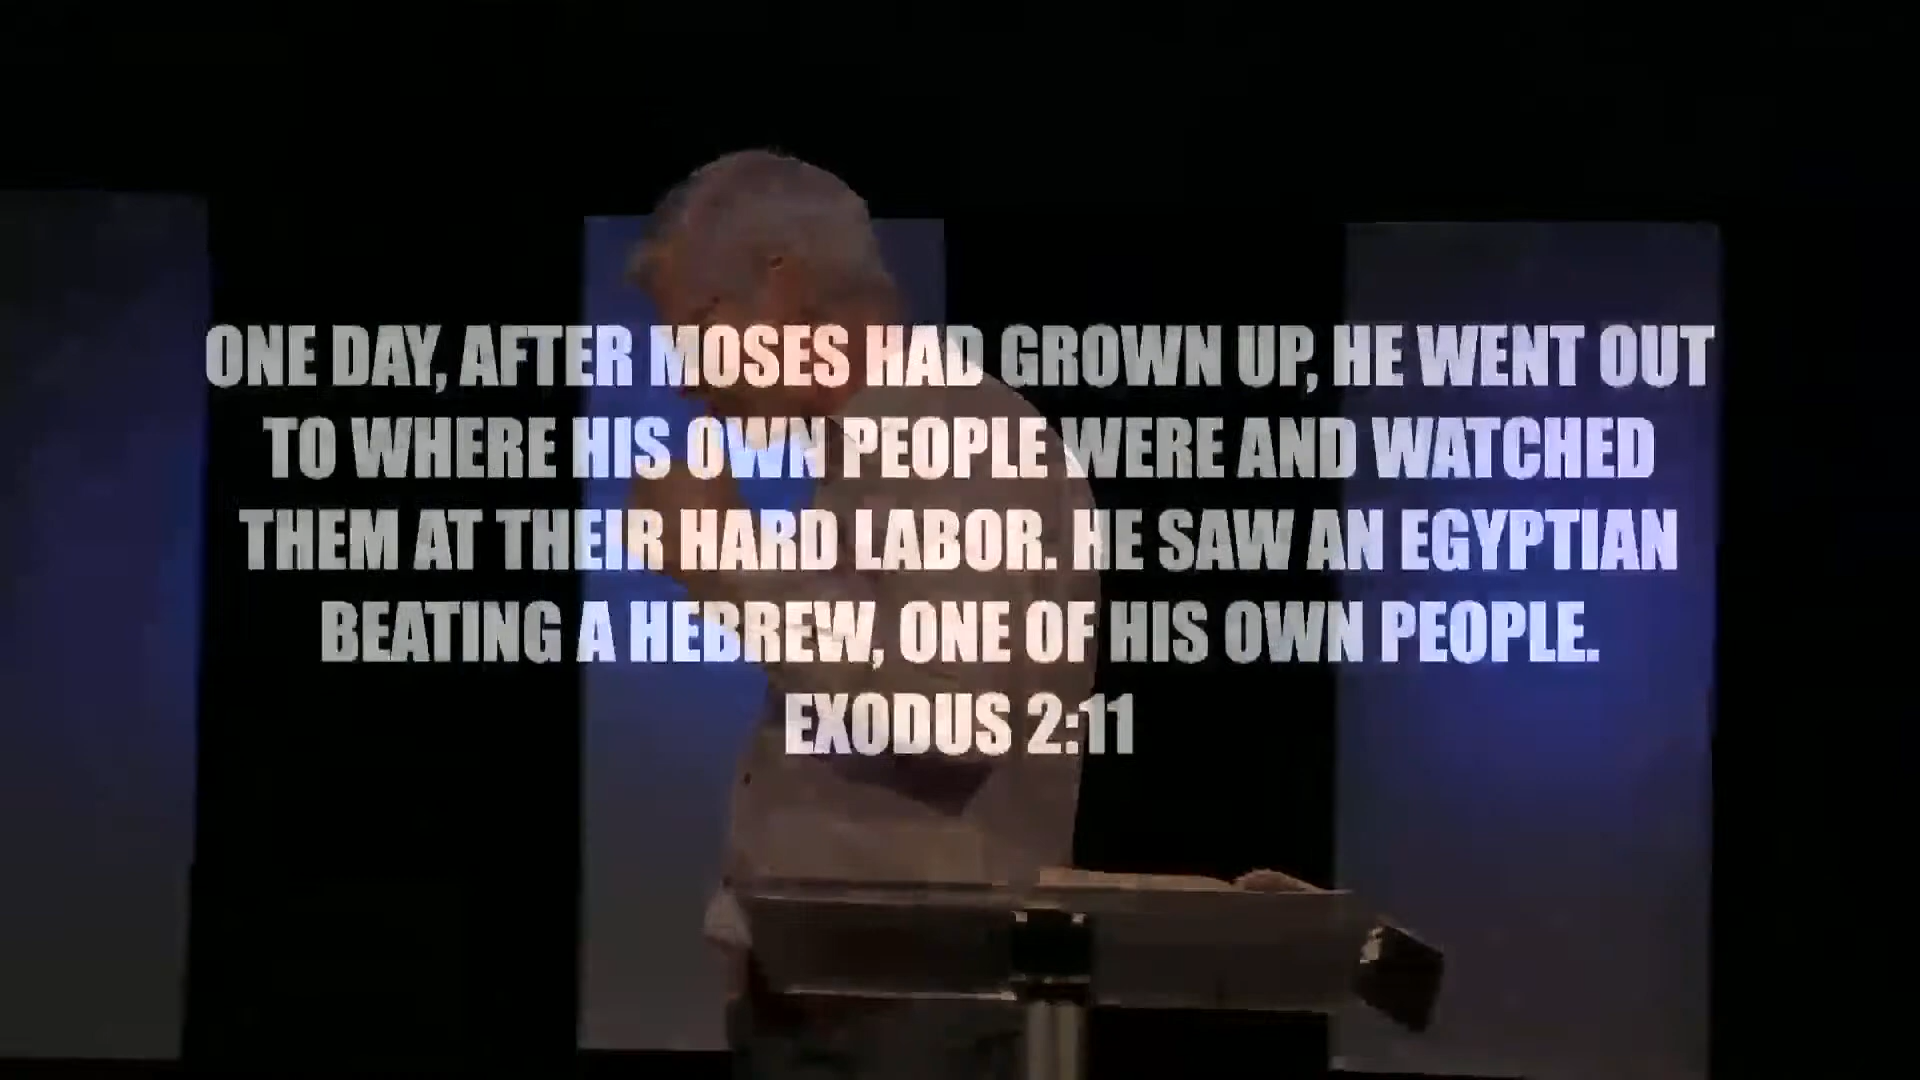 ONE DAY, AFTER MOSES HAD GROWN UP, HE WENT OUT
TO WHERE HIS OWN PEOPLE WERE AND WATCHED
THEM AT THEIR HARD LABOR. HE SAW AN EGYPTIAN
BEATING A HEBREW, ONE OF HIS OWN PEOPLE.
EXODUS 2:11